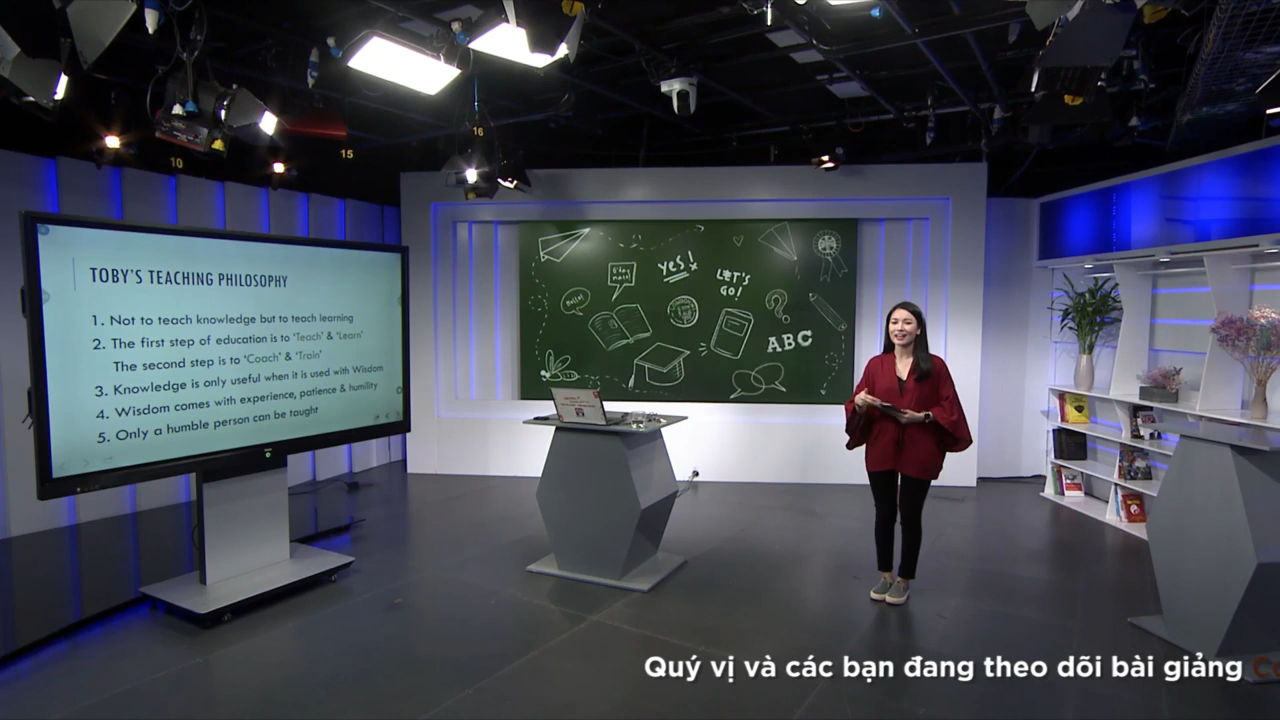 10
15
16
TOBY'S TEACHING PHILOSOPHY
1. Not to teach knowledge but to teach learning
2. The first step of education is to 'Teach' & 'Learn'
The second step is to 'Coach' & 'Train'
3. Knowledge is only useful when it is used with Wisdom
4. Wisdom comes with experience, patience & humility
5. Only a humble person can be taught
G'day mate!
yes!
LET'S GO!
Hello!
ABC
Quý vị và các bạn đang theo dõi bài giảng